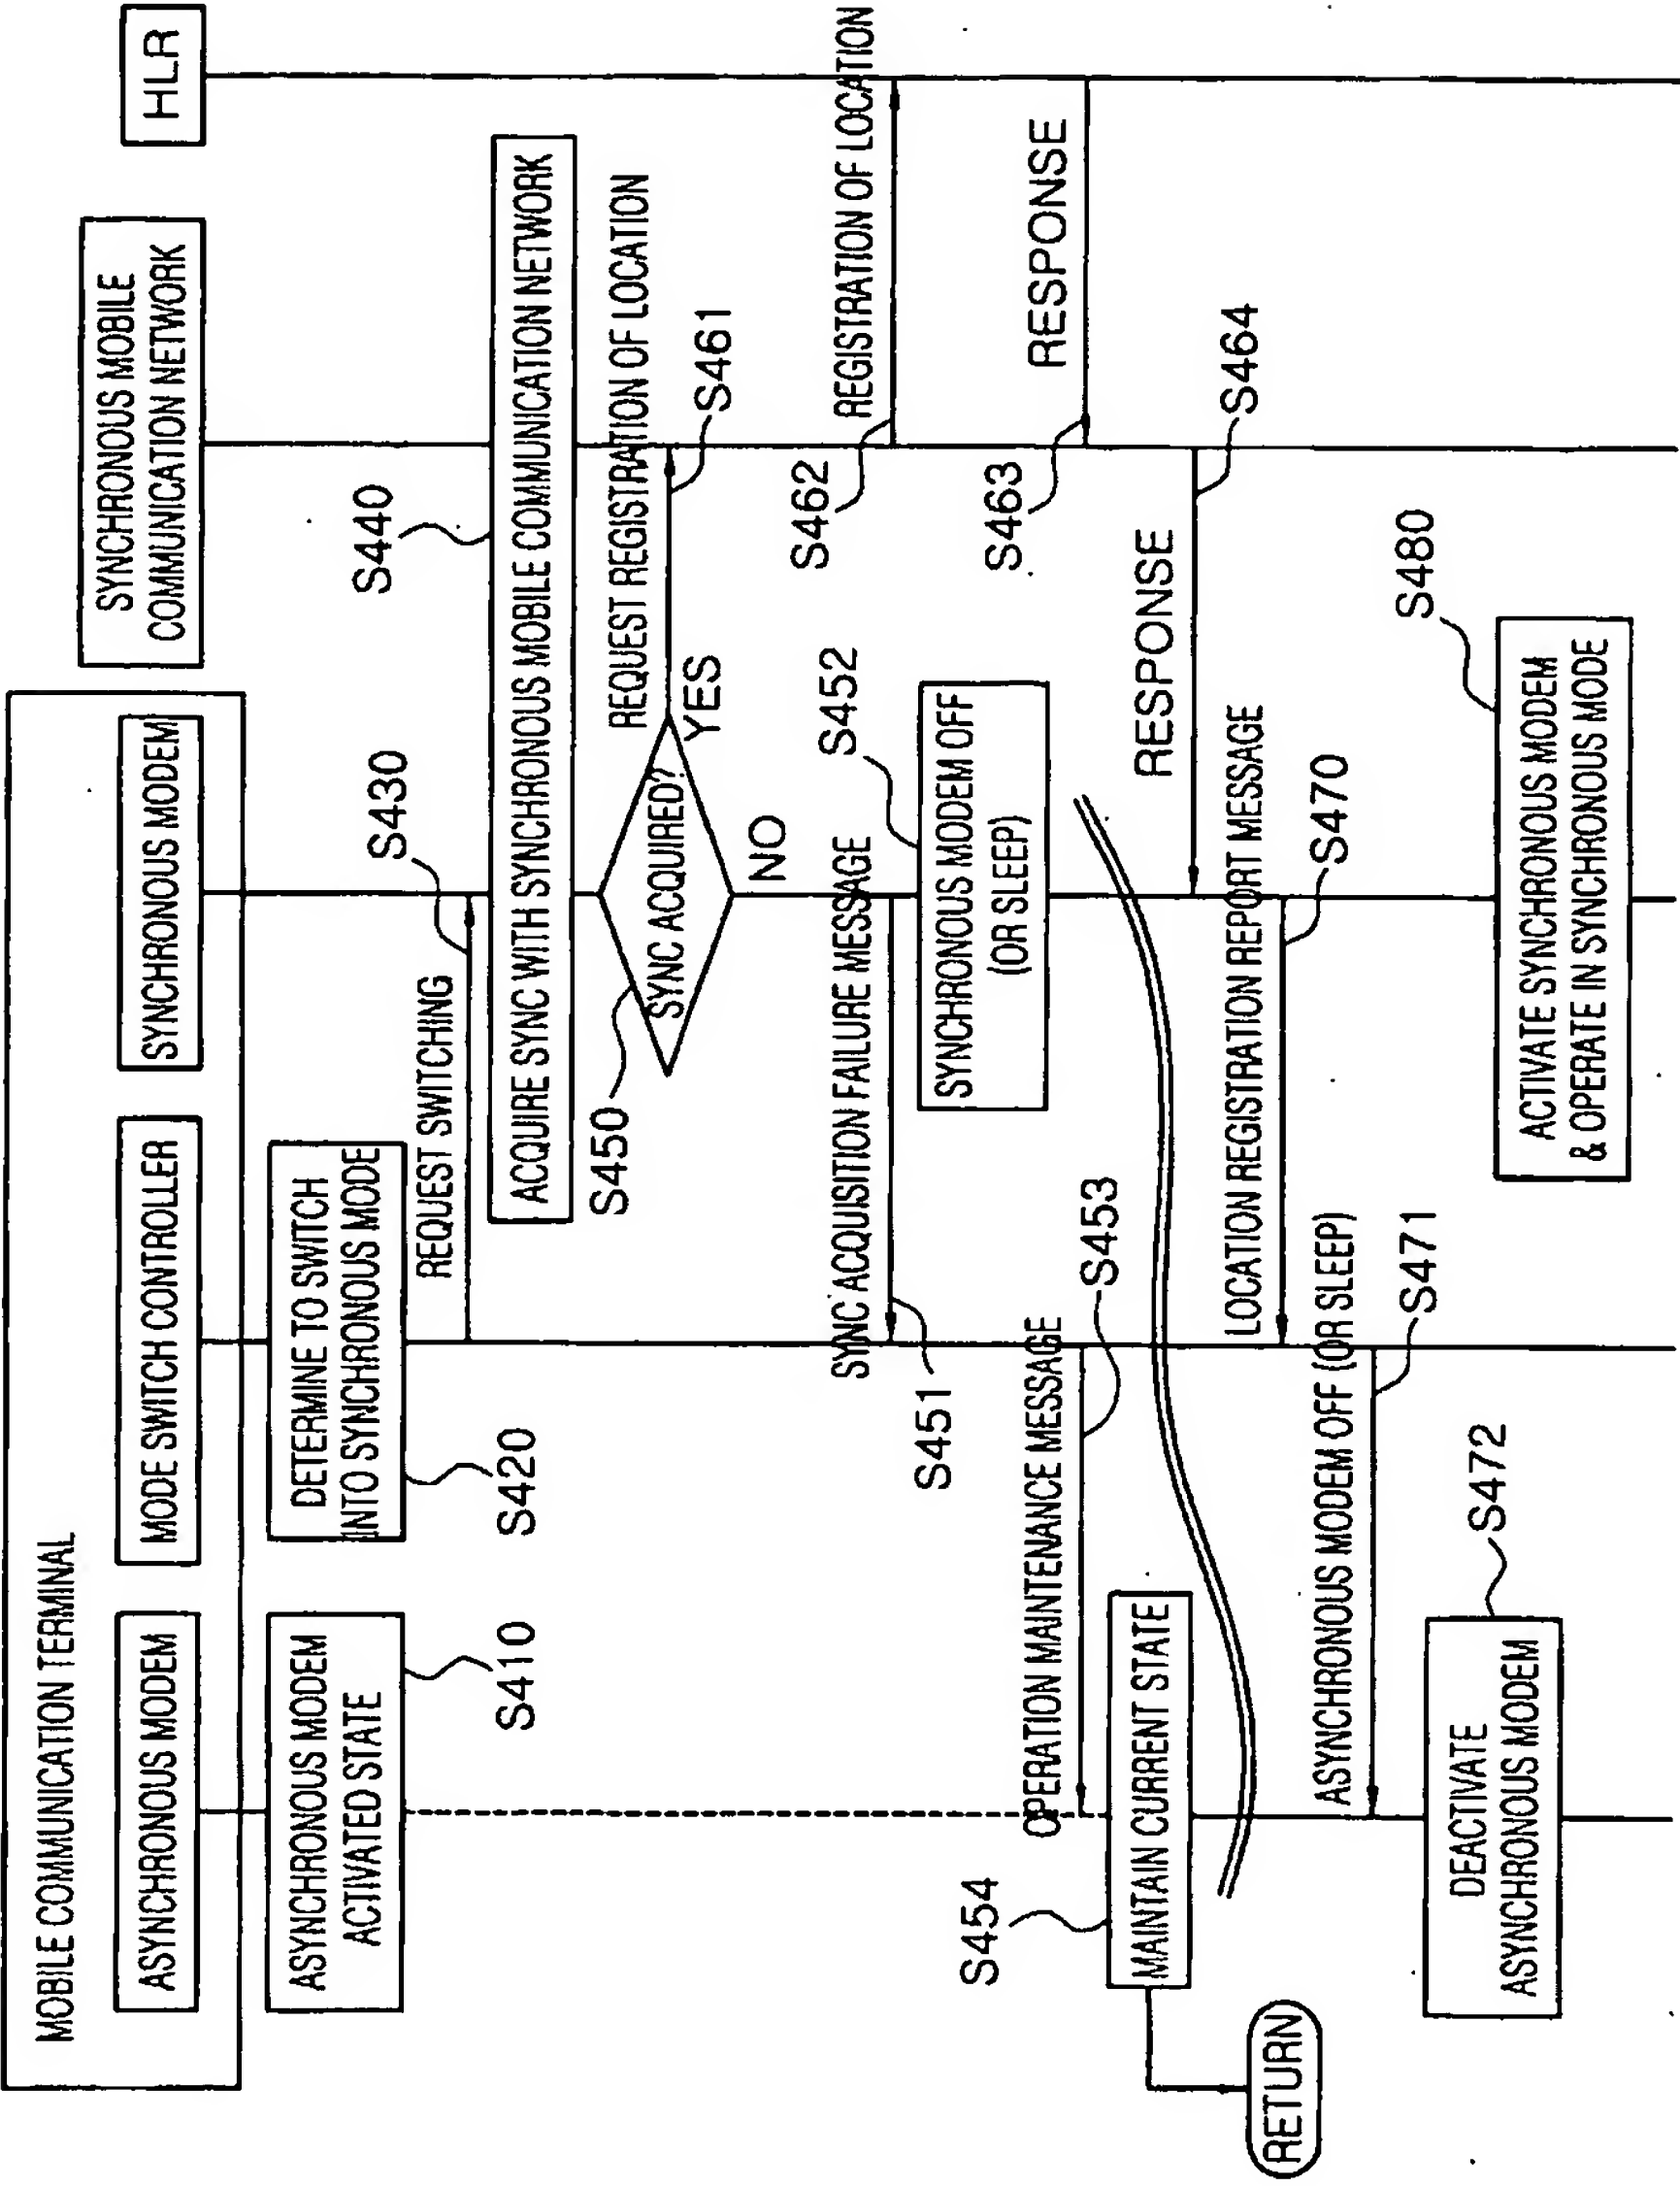 MOBILE COMMUNICATION TERMINAL
ASYNCHRONOUS MODEM
MODE SWITCH CONTROLLER
SYNCHRONOUS MODEM
SYNCHRONOUS MOBILE
COMMUNICATION NETWORK
HLR
ASYNCHRONOUS MODEM
ACTIVATED STATE
S410
DETERMINE TO SWITCH
INTO SYNCHRONOUS MODE
S420
REQUEST SWITCHING
S430
S440
ACQUIRE SYNC WITH SYNCHRONOUS MOBILE COMMUNICATION NETWORK
S450
SYNC ACQUIRED?
YES
NO
REQUEST REGISTRATION OF LOCATION
S461
SYNC ACQUISITION FAILURE MESSAGE
S451
S452
SYNCHRONOUS MODEM OFF
(OR SLEEP)
S462
REGISTRATION OF LOCATION
OPERATION MAINTENANCE MESSAGE
S453
S463
RESPONSE
S454
MAINTAIN CURRENT STATE
RETURN
RESPONSE
S464
LOCATION REGISTRATION REPORT MESSAGE
S470
ASYNCHRONOUS MODEM OFF (OR SLEEP)
S471
S472
DEACTIVATE
ASYNCHRONOUS MODEM
S480
ACTIVATE SYNCHRONOUS MODEM
& OPERATE IN SYNCHRONOUS MODE